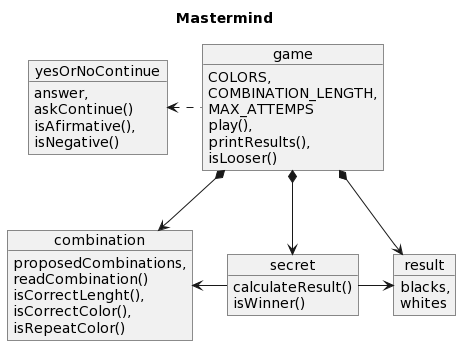 Mastermind
game
COLORS,
COMBINATION_LENGTH,
MAX_ATTEMPS
play(),
printResults(),
isLooser()
yesOrNoContinue
answer,
askContinue()
isAfirmative(),
isNegative()
combination
proposedCombinations,
readCombination()
isCorrectLenght(),
isCorrectColor(),
isRepeatColor()
secret
calculateResult()
isWinner()
result
blacks,
whites